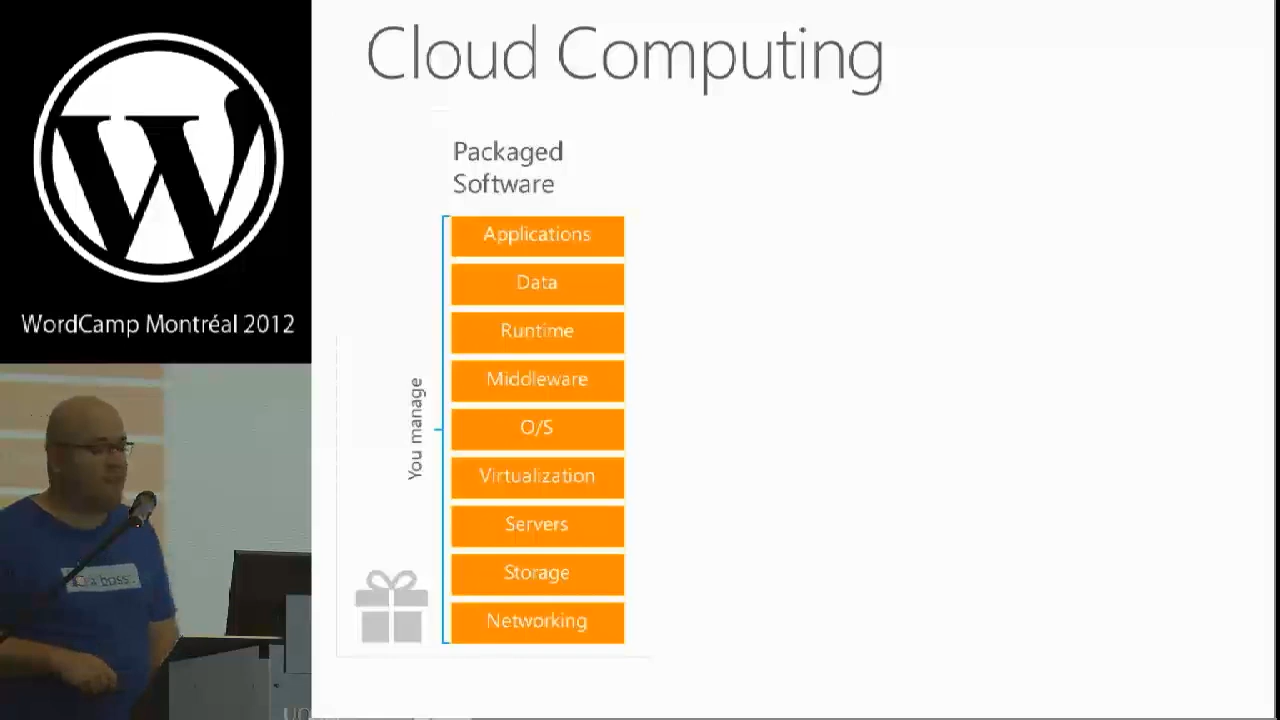 Cloud Computing
WordCamp Montréal 2012
Packaged
Software
You manage
Applications
Data
Runtime
Middleware
O/S
Virtualization
Servers
Storage
Networking